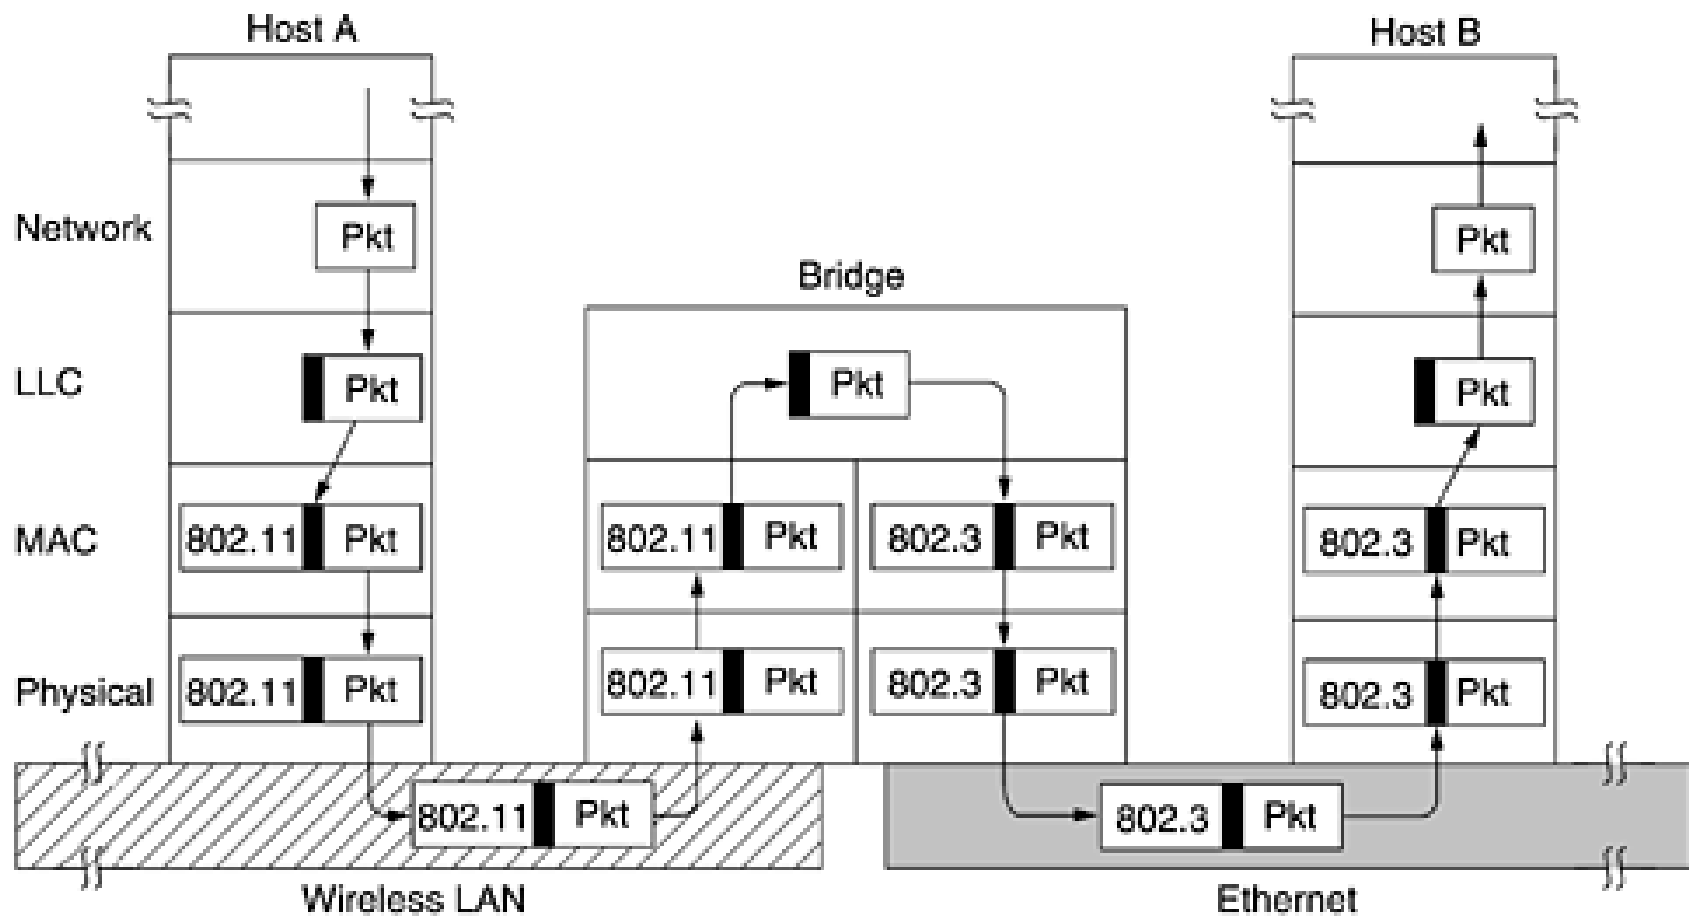 Host A
Host B
Network
Pkt
Pkt
Bridge
LLC
Pkt
Pkt
Pkt
MAC
802.11 Pkt
802.11 Pkt
802.3 Pkt
802.3 Pkt
Physical
802.11 Pkt
802.11 Pkt
802.3 Pkt
802.3 Pkt
802.11 Pkt
802.3 Pkt
Wireless LAN
Ethernet